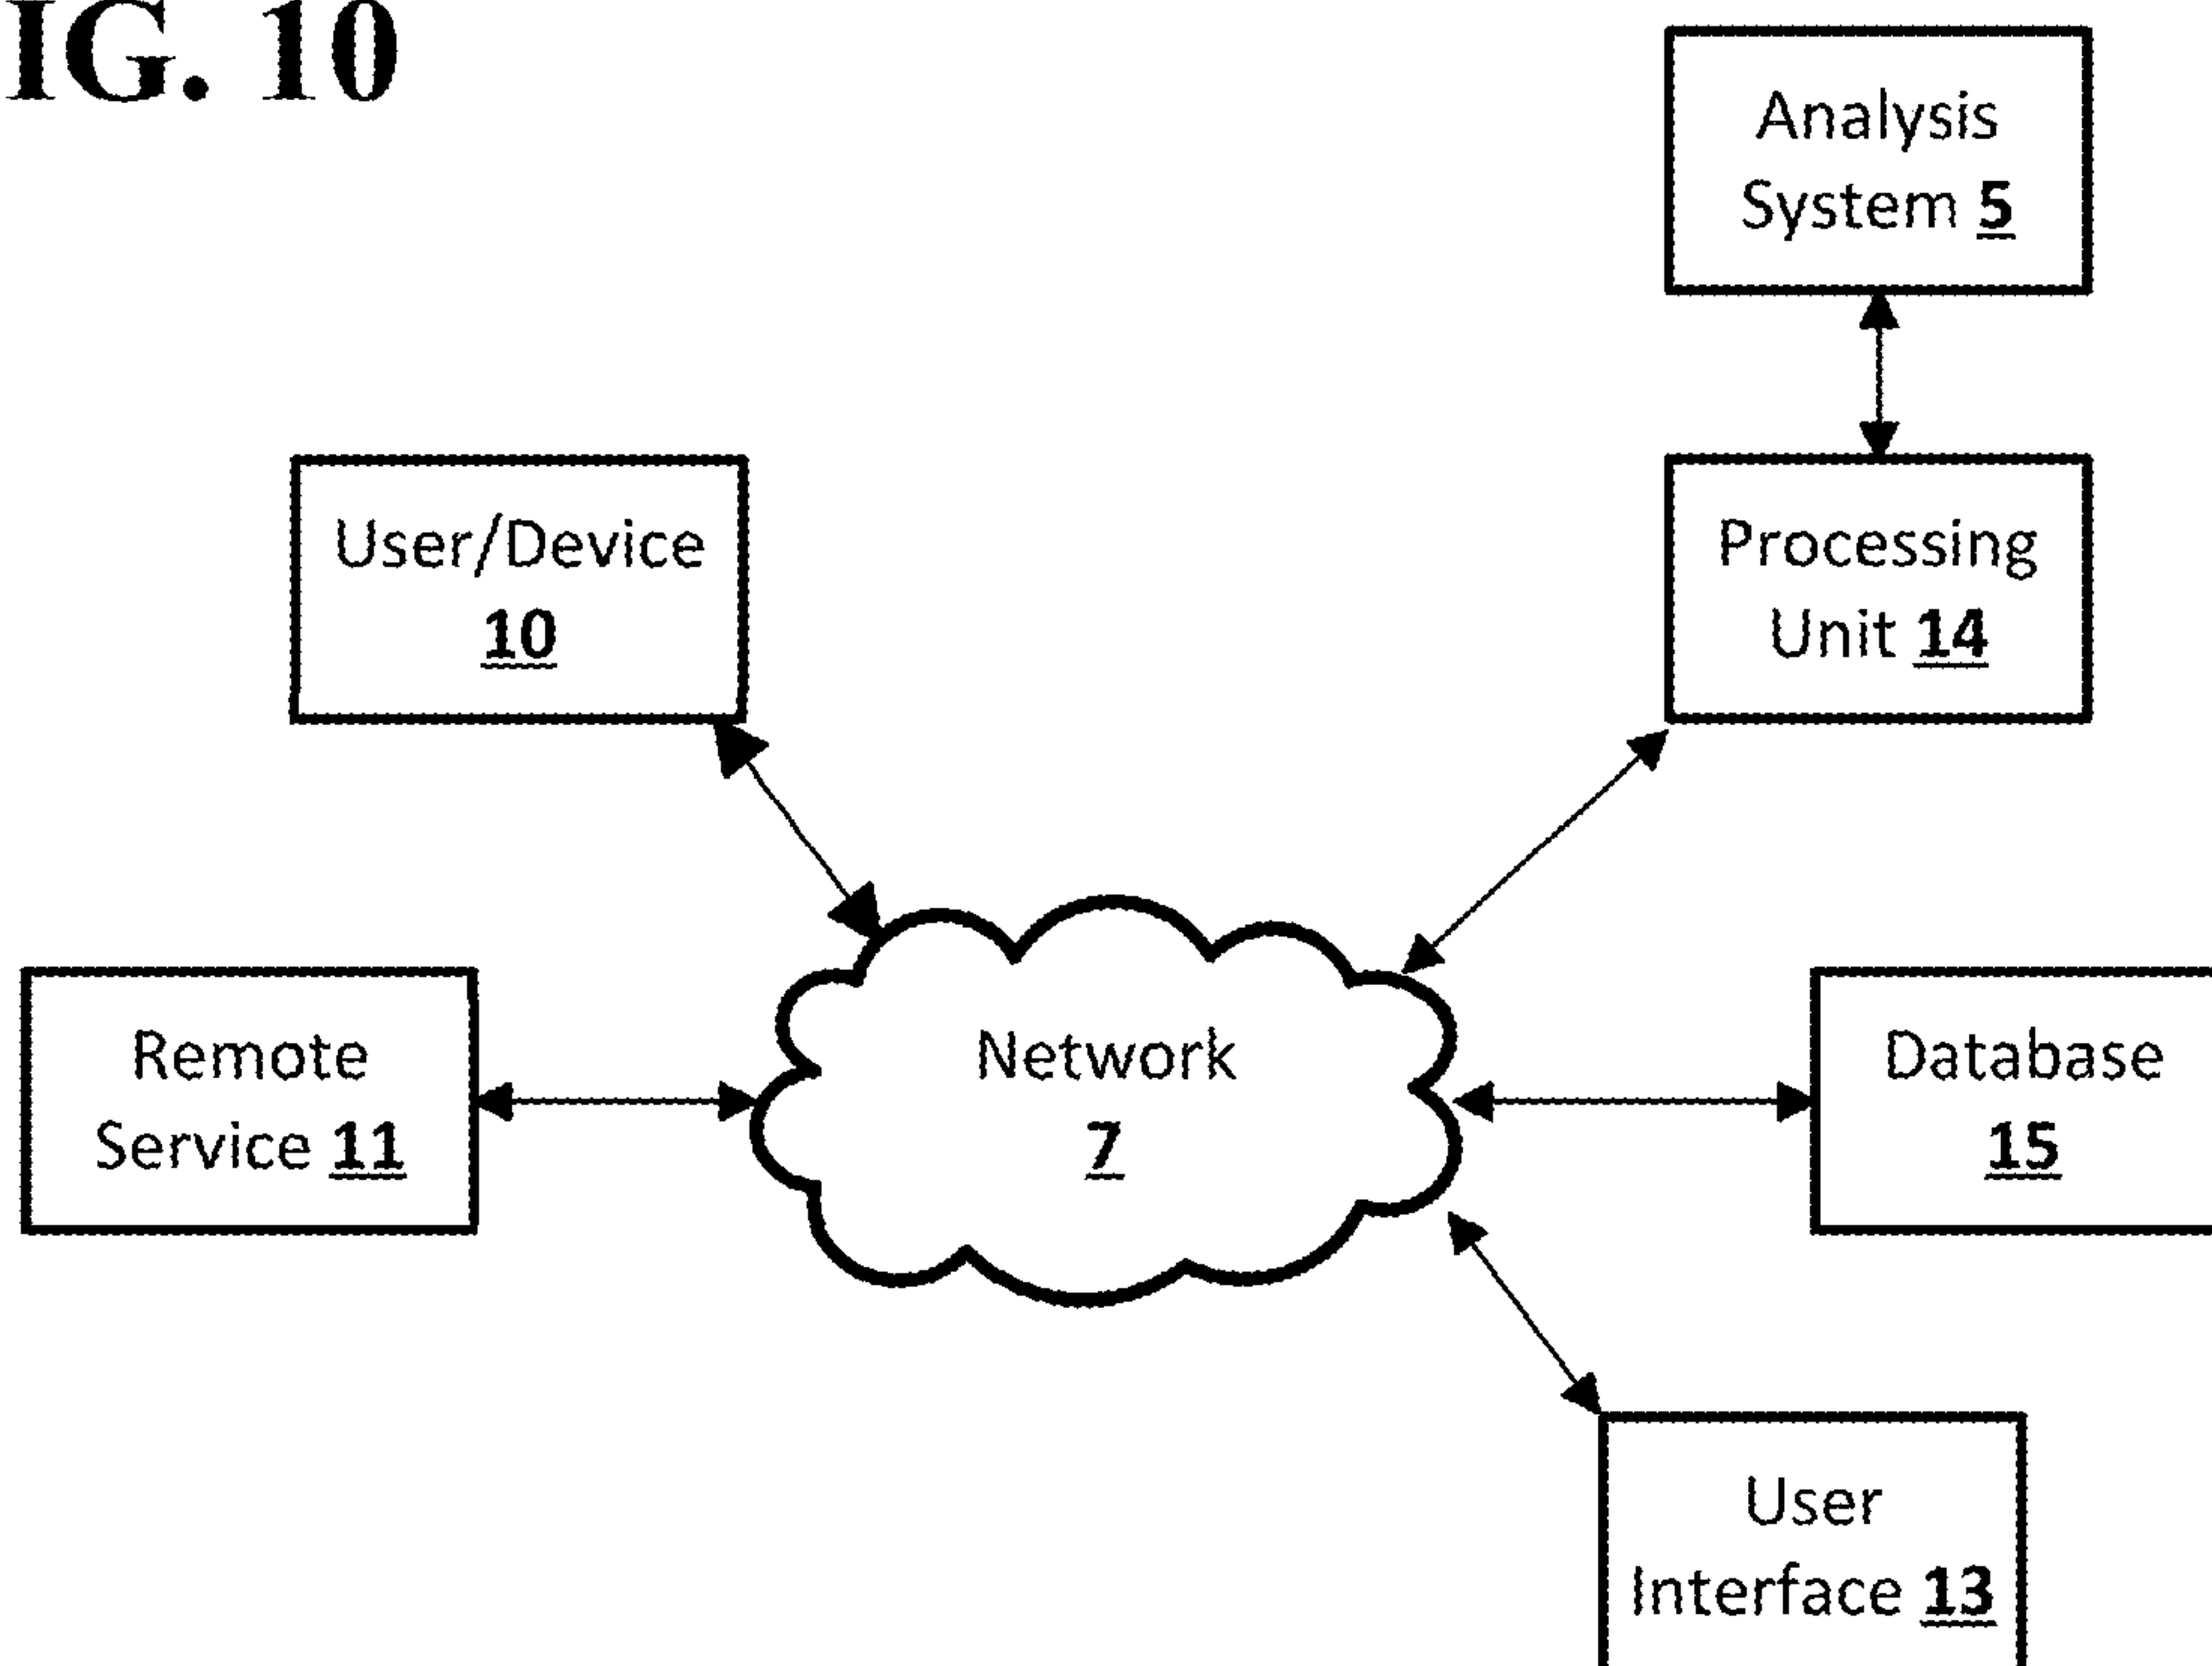 IG. 10
Analysis
System 5
User/Device
10
Processing
Unit 14
Remote
Service 11
Network
7
Database
15
User
Interface 13